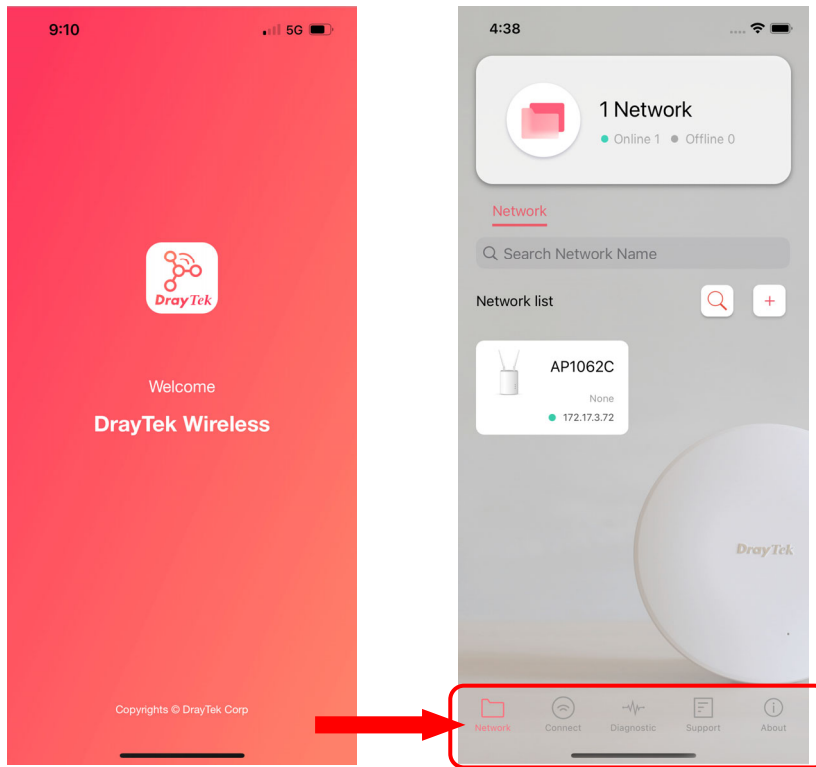 9:10
5G
DrayTek
Welcome
DrayTek Wireless
Copyrights © DrayTek Corp
4:38
1 Network
Online 1 Offline 0
Network
Search Network Name
Network list
+
AP1062C
None
172.17.3.72
DrayTek
Network Connect Diagnostic Support About